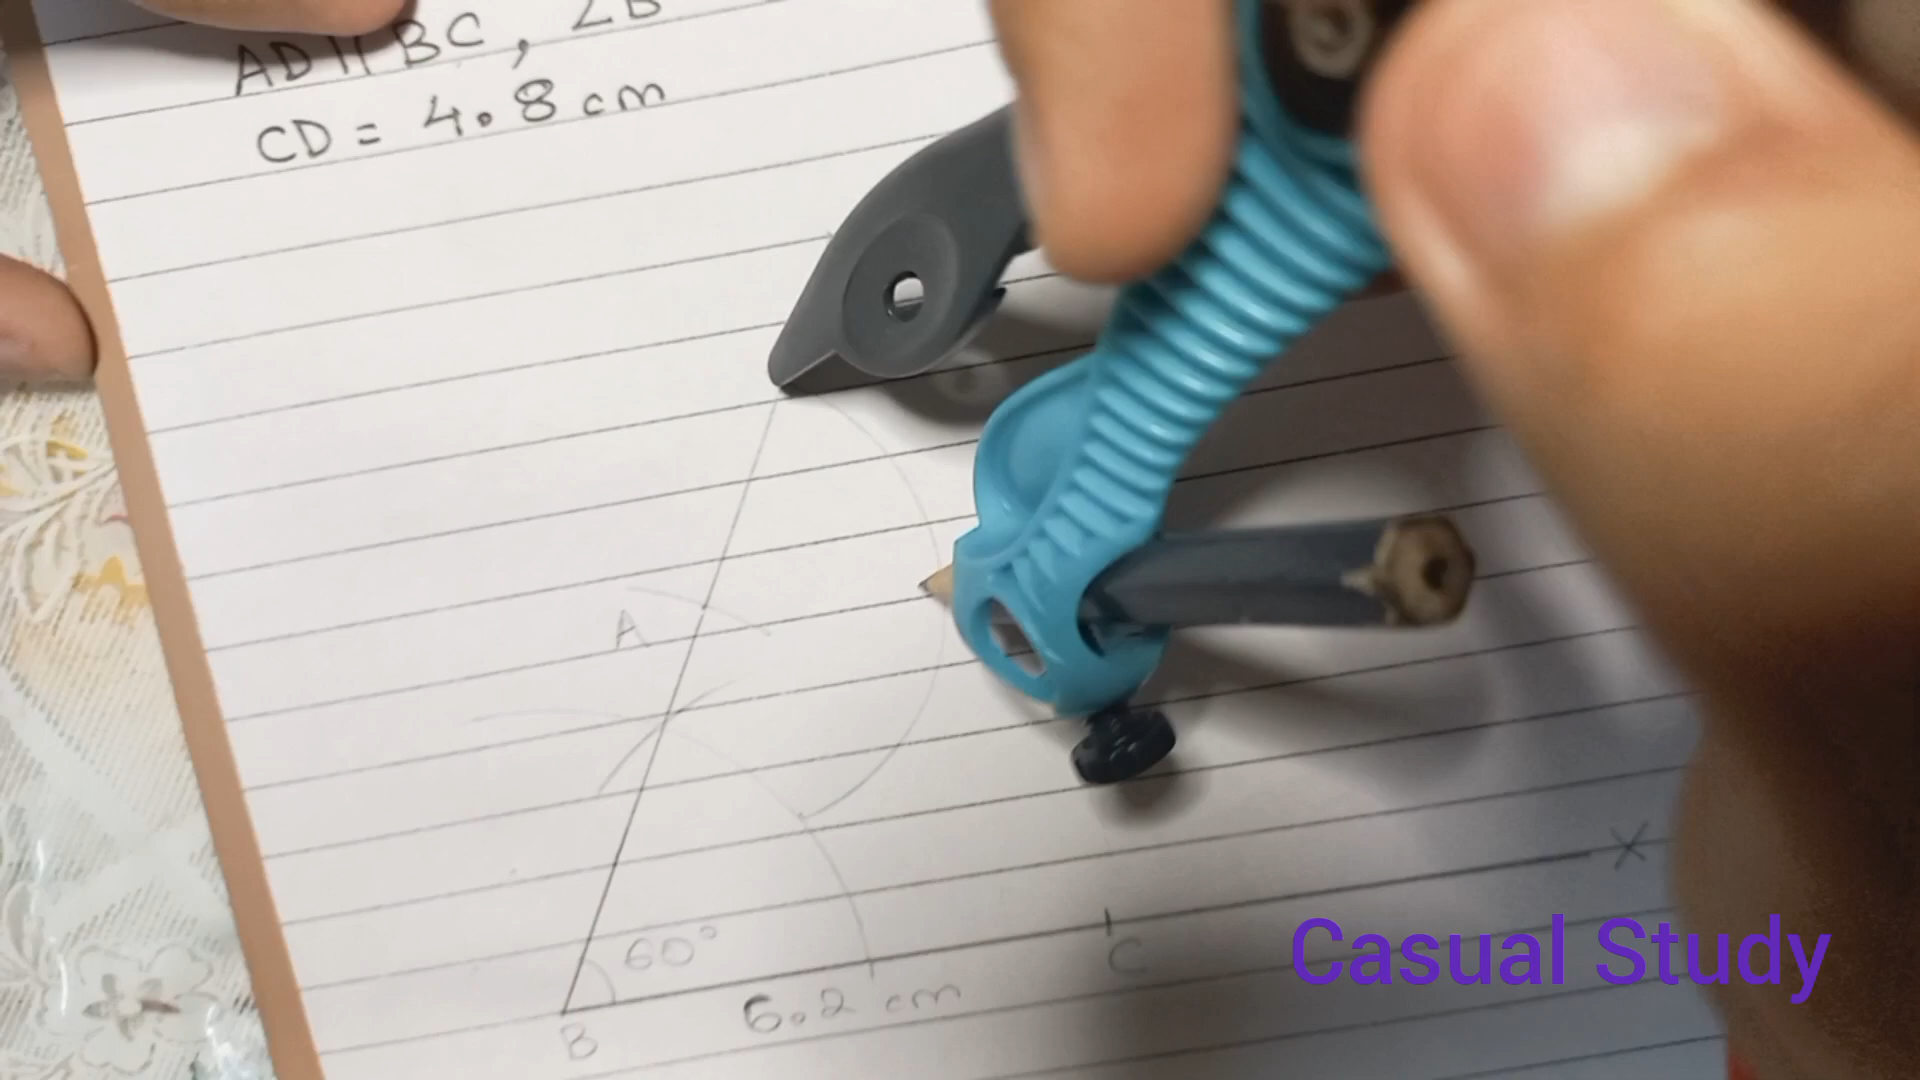 AD || BC, ∠B
CD = 4.8 cm
A
X
60°
C
6.2 cm
B
Casual Study